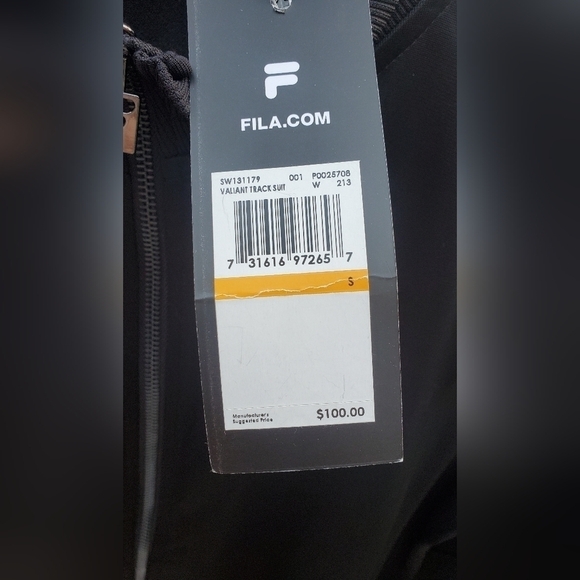 FILA.COM
SW131179 001 P0025708
VALIANT TRACK SUIT W 213
7 31616 97265 7
S
Manufacturers
Suggested Price $100.00